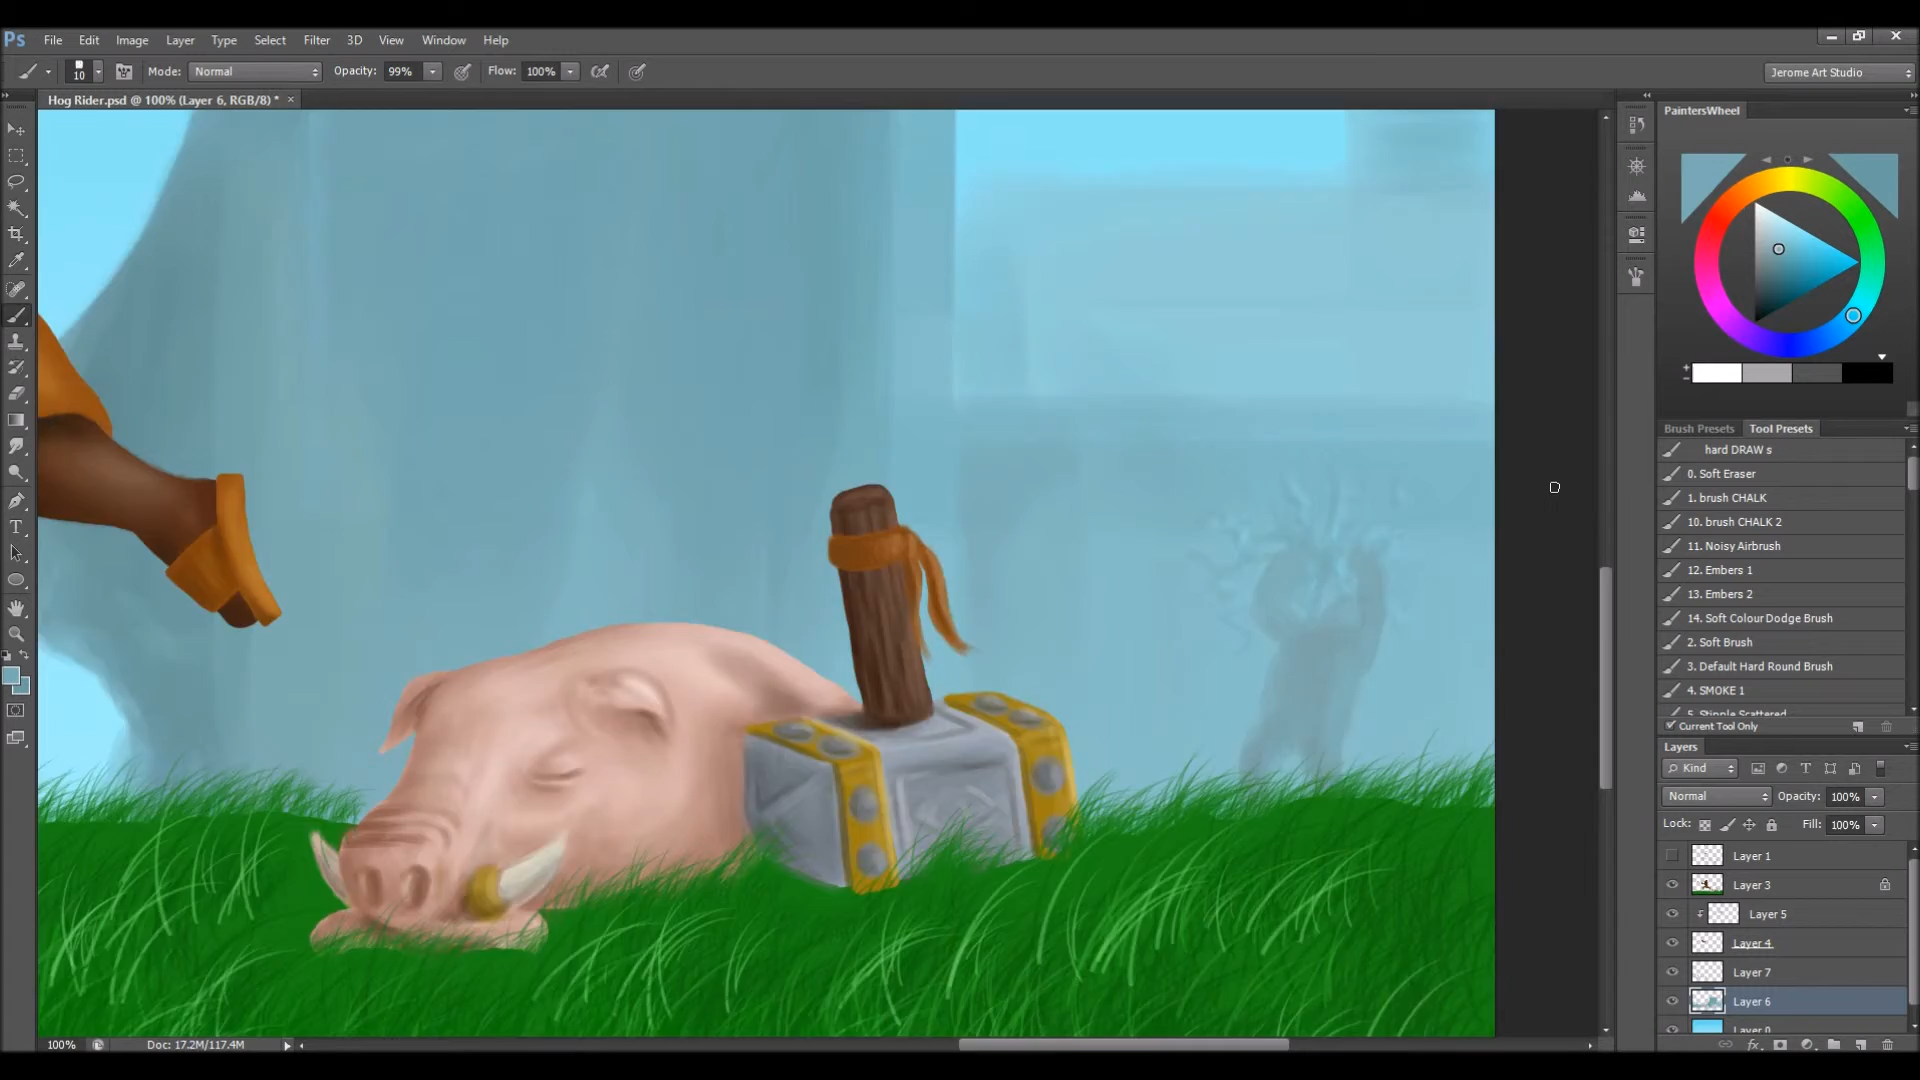 Ps File Edit Image Layer Type Select Filter 3D View Window Help
10 Mode: Normal Opacity: 99% Flow: 100% Jerome Art Studio
Hog Rider.psd @ 100% (Layer 6, RGB/8) * ×
PaintersWheel
Brush Presets Tool Presets
hard DRAW s
0. Soft Eraser
1. brush CHALK
10. brush CHALK 2
11. Noisy Airbrush
12. Embers 1
13. Embers 2
14. Soft Colour Dodge Brush
2. Soft Brush
3. Default Hard Round Brush
4. SMOKE 1
5. Stipple Scattered
Current Tool Only
Layers
Kind
Normal Opacity: 100%
Lock: Fill: 100%
Layer 1
Layer 3
Layer 5
Layer 4
Layer 7
Layer 6
Layer 0
100% Doc: 17.2M/117.4M